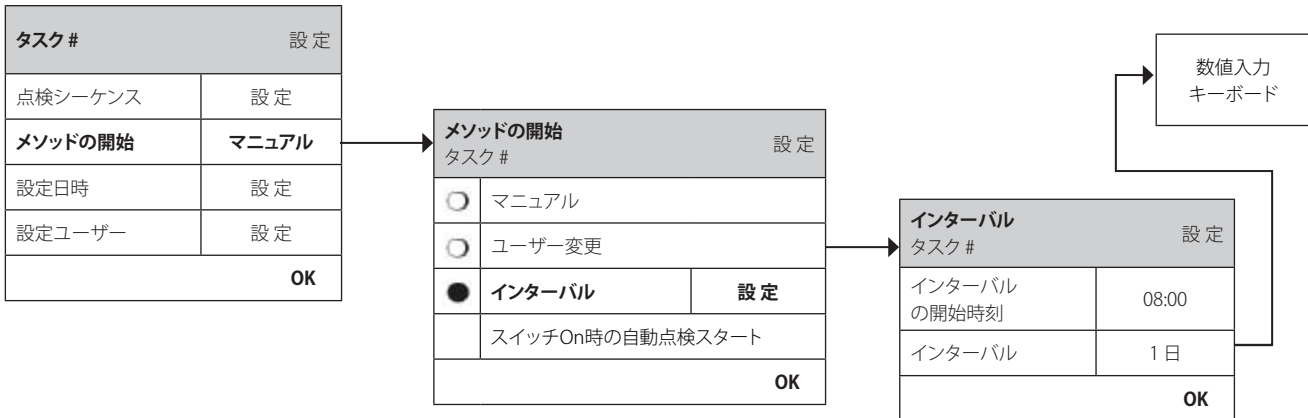 タスク # 設定
点検シーケンス 設定
メソッドの開始 マニュアル
設定日時 設定
設定ユーザー 設定
OK
メソッドの開始
タスク # 設定
マニュアル
ユーザー変更
インターバル 設定
スイッチOn時の自動点検スタート
OK
インターバル
タスク # 設定
インターバル
の開始時刻 08:00
インターバル 1 日
OK
数値入力
キーボード